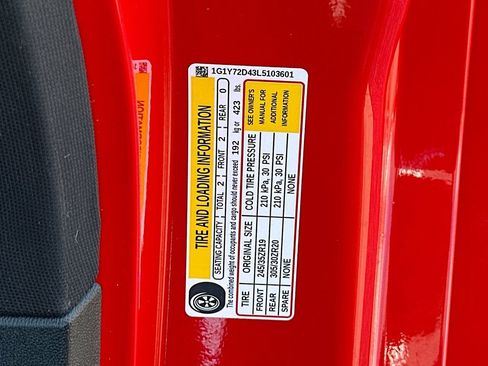 1G1Y72D43L5103601
TIRE AND LOADING INFORMATION
SEATING CAPACITY TOTAL 2 FRONT 2 REAR 0
The combined weight of occupants and cargo should never exceed 192 kg or 423 lbs.
TIRE ORIGINAL SIZE COLD TIRE PRESSURE
FRONT 245/35ZR19 210 kPa, 30 PSI
REAR 305/30ZR20 210 kPa, 30 PSI
SPARE NONE NONE
SEE OWNER'S
MANUAL FOR
ADDITIONAL
INFORMATION